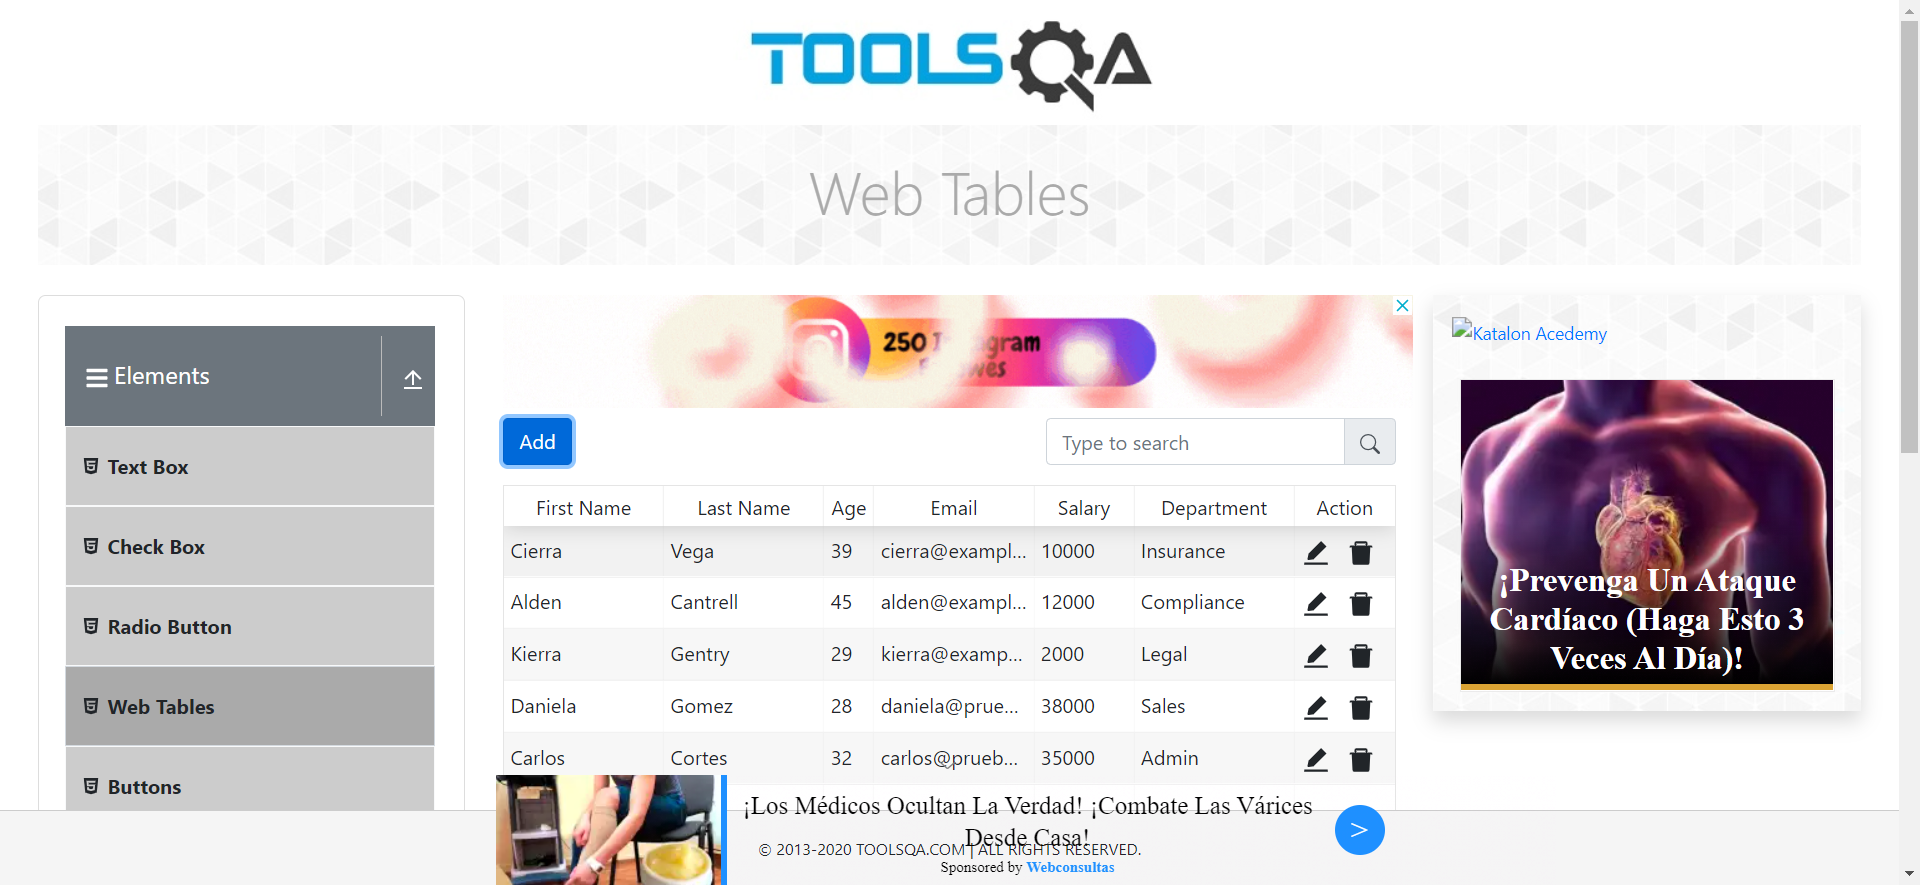 TOOLSQA
Web Tables
Elements
Text Box
Check Box
Radio Button
Web Tables
Buttons
250
Add
Type to search
First Name Last Name Age Email Salary Department Action
Cierra Vega 39 cierra@exampl... 10000 Insurance
Alden Cantrell 45 alden@exampl... 12000 Compliance
Kierra Gentry 29 kierra@examp... 2000 Legal
Daniela Gomez 28 daniela@prue... 38000 Sales
Carlos Cortes 32 carlos@prueb... 35000 Admin
Katalon Acedemy
¡Prevenga Un Ataque
Cardíaco (Haga Esto 3
Veces Al Día)!
¡Los Médicos Ocultan La Verdad! ¡Combate Las Várices
Desde Casa!
© 2013-2020 TOOLSQA.COM | ALL RIGHTS RESERVED.
Sponsored by Webconsultas